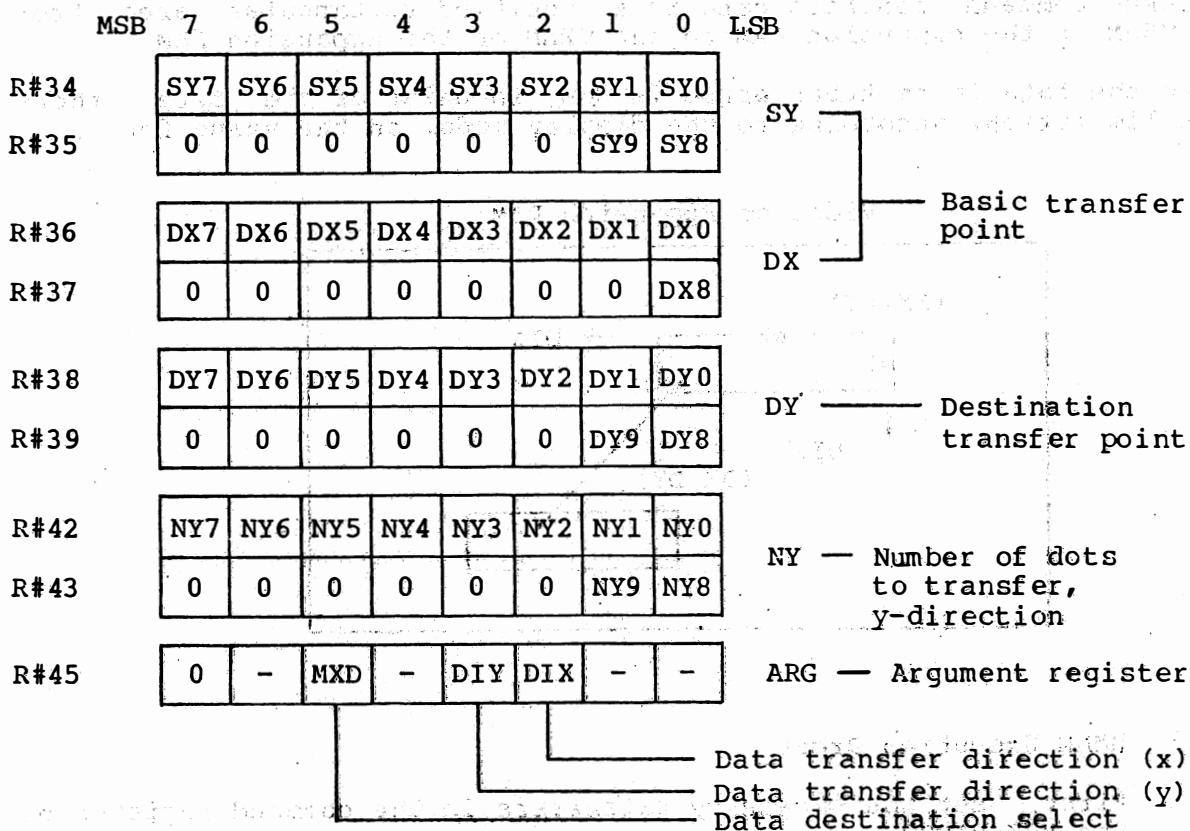 MSB 7 6 5 4 3 2 1 0 LSB
R#34 SY7 SY6 SY5 SY4 SY3 SY2 SY1 SY0
SY
R#35 0 0 0 0 0 0 SY9 SY8
Basic transfer
point
R#36 DX7 DX6 DX5 DX4 DX3 DX2 DX1 DX0
DX
R#37 0 0 0 0 0 0 0 DX8
R#38 DY7 DY6 DY5 DY4 DY3 DY2 DY1 DY0
DY — Destination
transfer point
R#39 0 0 0 0 0 0 DY9 DY8
R#42 NY7 NY6 NY5 NY4 NY3 NY2 NY1 NY0
NY — Number of dots
to transfer,
y-direction
R#43 0 0 0 0 0 0 NY9 NY8
R#45 0 - MXD - DIY DIX - - ARG — Argument register
Data transfer direction (x)
Data transfer direction (y)
Data destination select